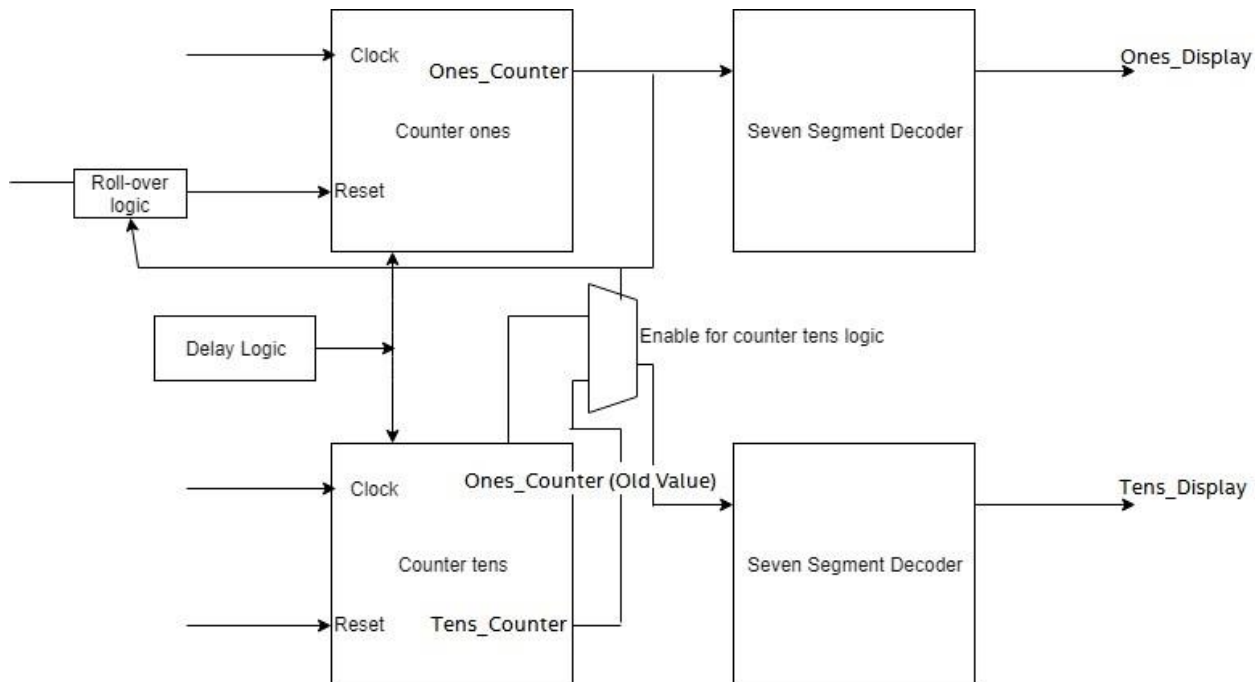 Clock
Ones_Counter
Ones_Display
Counter ones
Seven Segment Decoder
Roll-over
logic
Reset
Delay Logic
Enable for counter tens logic
Clock
Ones_Counter (Old Value)
Tens_Display
Counter tens
Seven Segment Decoder
Reset
Tens_Counter